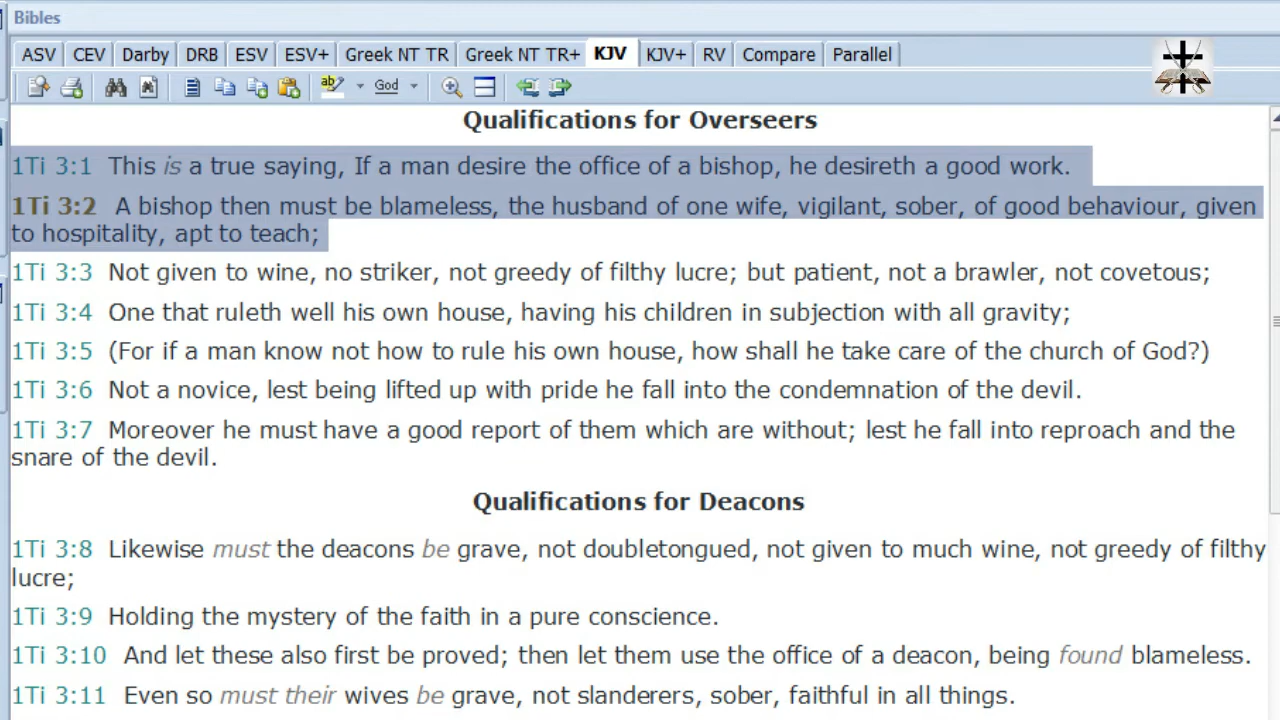 Bibles
ASV CEV Darby DRB ESV ESV+ Greek NT TR Greek NT TR+ KJV KJV+ RV Compare Parallel
ab God
Qualifications for Overseers
1Ti 3:1 This is a true saying, If a man desire the office of a bishop, he desireth a good work.
1Ti 3:2 A bishop then must be blameless, the husband of one wife, vigilant, sober, of good behaviour, given
to hospitality, apt to teach;
1Ti 3:3 Not given to wine, no striker, not greedy of filthy lucre; but patient, not a brawler, not covetous;
1Ti 3:4 One that ruleth well his own house, having his children in subjection with all gravity;
1Ti 3:5 (For if a man know not how to rule his own house, how shall he take care of the church of God?)
1Ti 3:6 Not a novice, lest being lifted up with pride he fall into the condemnation of the devil.
1Ti 3:7 Moreover he must have a good report of them which are without; lest he fall into reproach and the
snare of the devil.
Qualifications for Deacons
1Ti 3:8 Likewise must the deacons be grave, not doubletongued, not given to much wine, not greedy of filthy
lucre;
1Ti 3:9 Holding the mystery of the faith in a pure conscience.
1Ti 3:10 And let these also first be proved; then let them use the office of a deacon, being found blameless.
1Ti 3:11 Even so must their wives be grave, not slanderers, sober, faithful in all things.